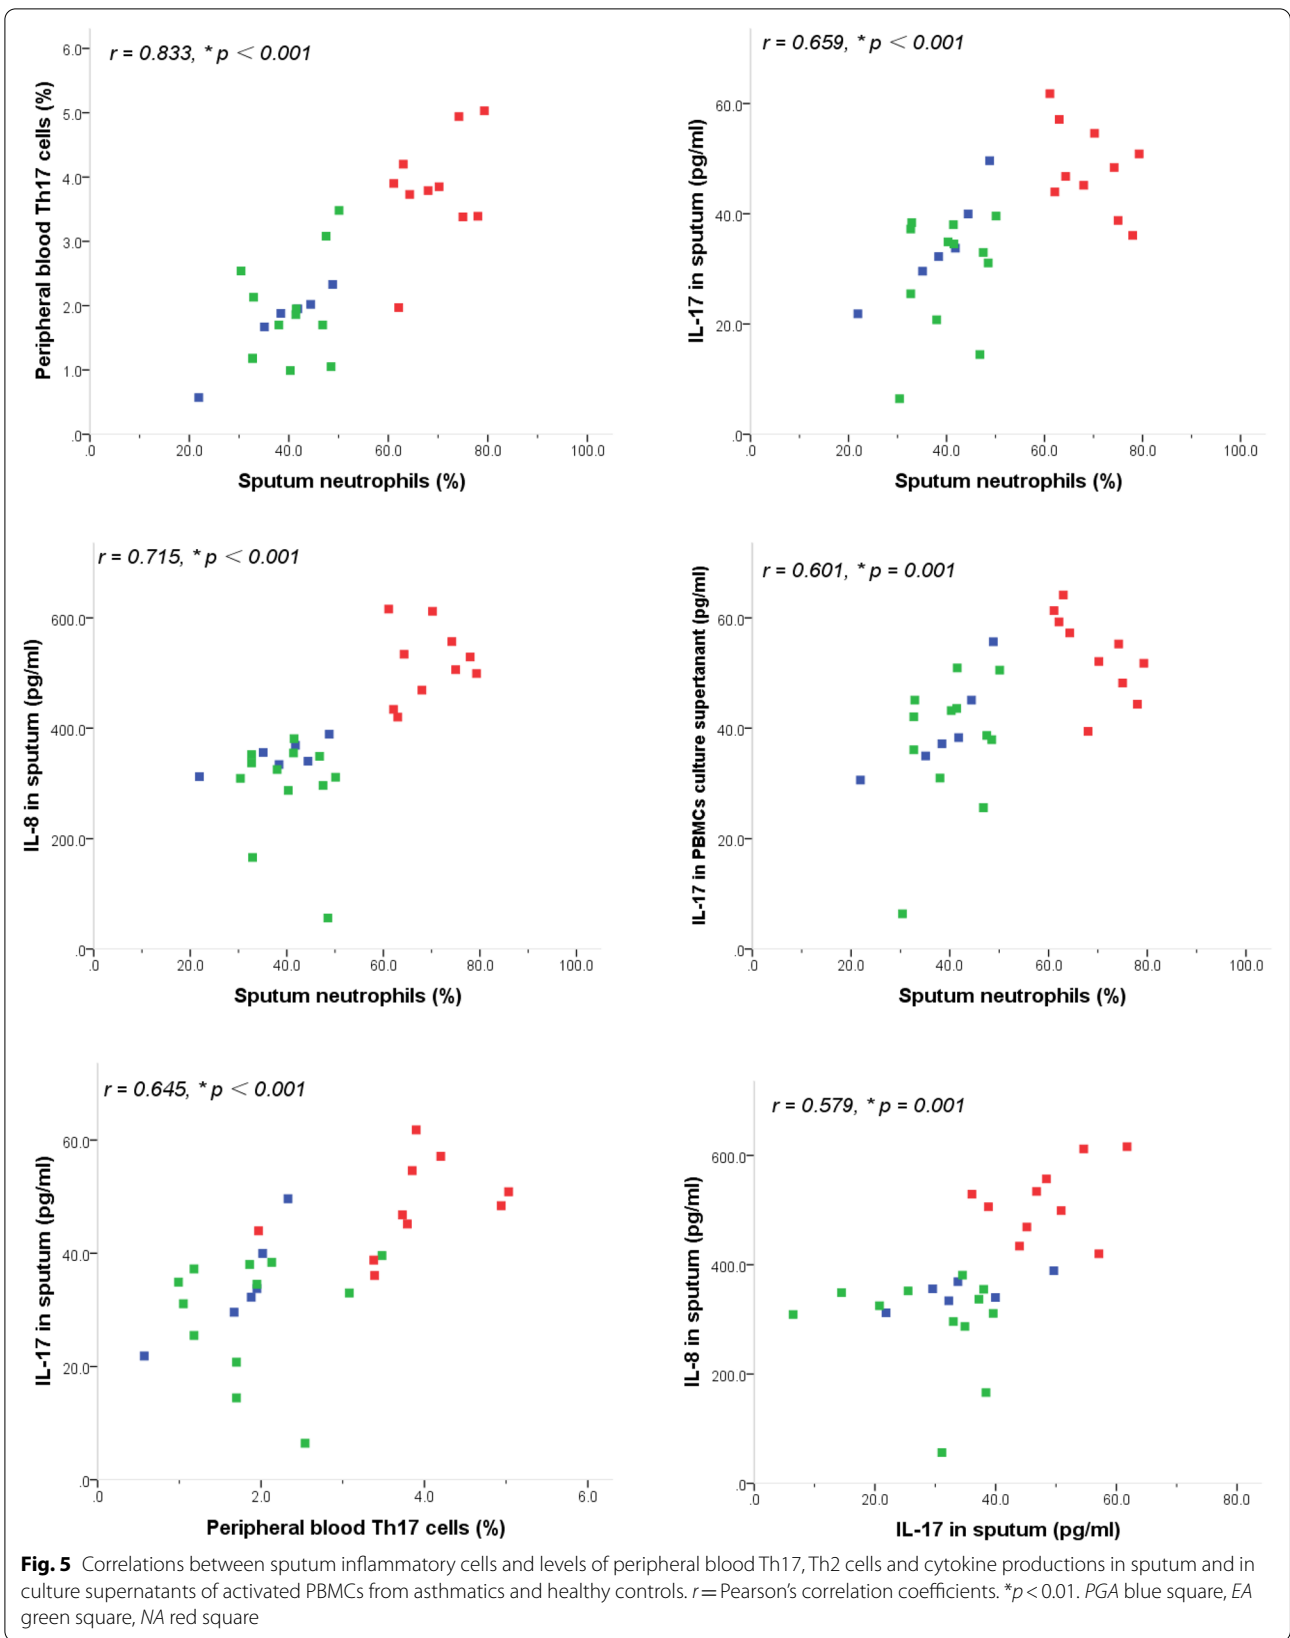 r = 0.833, * p < 0.001
Peripheral blood Th17 cells (%)
6.0
5.0
4.0
3.0
2.0
1.0
.0
.0 20.0 40.0 60.0 80.0 100.0
Sputum neutrophils (%)
r = 0.659, * p < 0.001
IL-17 in sputum (pg/ml)
60.0
40.0
20.0
.0
.0 20.0 40.0 60.0 80.0 100.0
Sputum neutrophils (%)
r = 0.715, * p < 0.001
IL-8 in sputum (pg/ml)
600.0
400.0
200.0
.0
.0 20.0 40.0 60.0 80.0 100.0
Sputum neutrophils (%)
r = 0.601, * p = 0.001
IL-17 in PBMCs culture supertanant (pg/ml)
60.0
40.0
20.0
.0
.0 20.0 40.0 60.0 80.0 100.0
Sputum neutrophils (%)
r = 0.645, * p < 0.001
IL-17 in sputum (pg/ml)
60.0
40.0
20.0
.0
.0 2.0 4.0 6.0
Peripheral blood Th17 cells (%)
r = 0.579, * p = 0.001
IL-8 in sputum (pg/ml)
600.0
400.0
200.0
.0
.0 20.0 40.0 60.0 80.0
IL-17 in sputum (pg/ml)
Fig. 5 Correlations between sputum inflammatory cells and levels of peripheral blood Th17, Th2 cells and cytokine productions in sputum and in
culture supernatants of activated PBMCs from asthmatics and healthy controls. r = Pearson's correlation coefficients. *p < 0.01. PGA blue square, EA
green square, NA red square